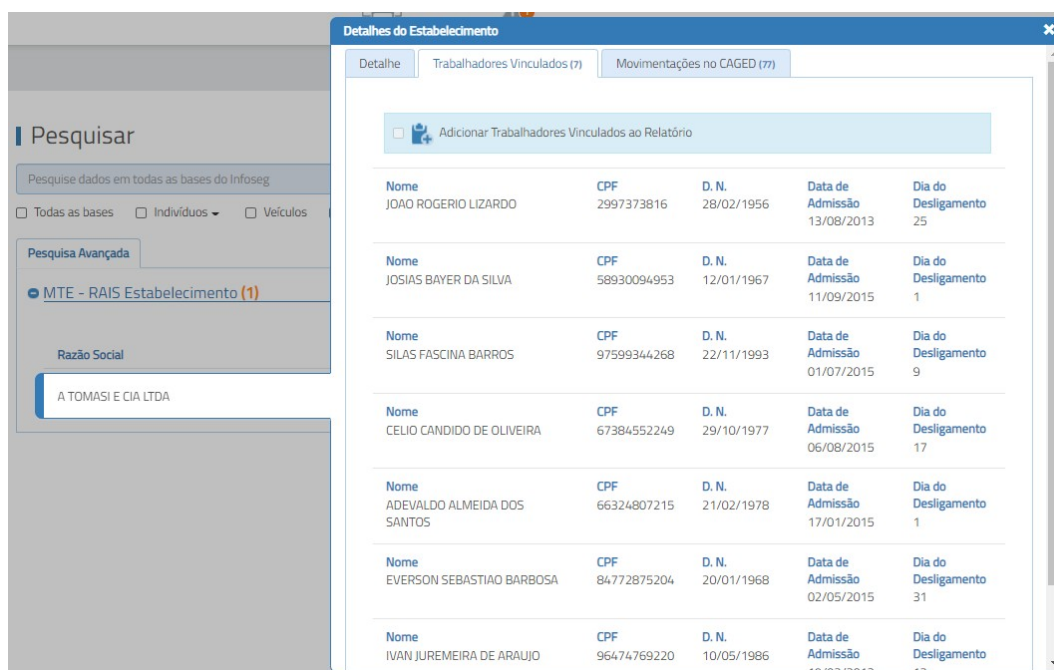 Detalhes do Estabelecimento
Detalhe Trabalhadores Vinculados (7) Movimentações no CAGED (77)
Adicionar Trabalhadores Vinculados ao Relatório
Pesquisar
Pesquise dados em todas as bases do Infoseg
Todas as bases Indivíduos Veículos
Pesquisa Avançada
MTE - RAIS Estabelecimento (1)
Razão Social
A TOMASI E CIA LTDA
Nome CPF D. N. Data de Admissão Dia do Desligamento
JOAO ROGERIO LIZARDO 2997373816 28/02/1956 13/08/2013 25
Nome CPF D. N. Data de Admissão Dia do Desligamento
JOSIAS BAYER DA SILVA 58930094953 12/01/1967 11/09/2015 1
Nome CPF D. N. Data de Admissão Dia do Desligamento
SILAS FASCINA BARROS 97599344268 22/11/1993 01/07/2015 9
Nome CPF D. N. Data de Admissão Dia do Desligamento
CELIO CANDIDO DE OLIVEIRA 67384552249 29/10/1977 06/08/2015 17
Nome CPF D. N. Data de Admissão Dia do Desligamento
ADEVALDO ALMEIDA DOS SANTOS 66324807215 21/02/1978 17/01/2015 1
Nome CPF D. N. Data de Admissão Dia do Desligamento
EVERSON SEBASTIAO BARBOSA 84772875204 20/01/1968 02/05/2015 31
Nome CPF D. N. Data de Admissão Dia do Desligamento
IVAN JUREMEIRA DE ARAUJO 96474769220 10/05/1986